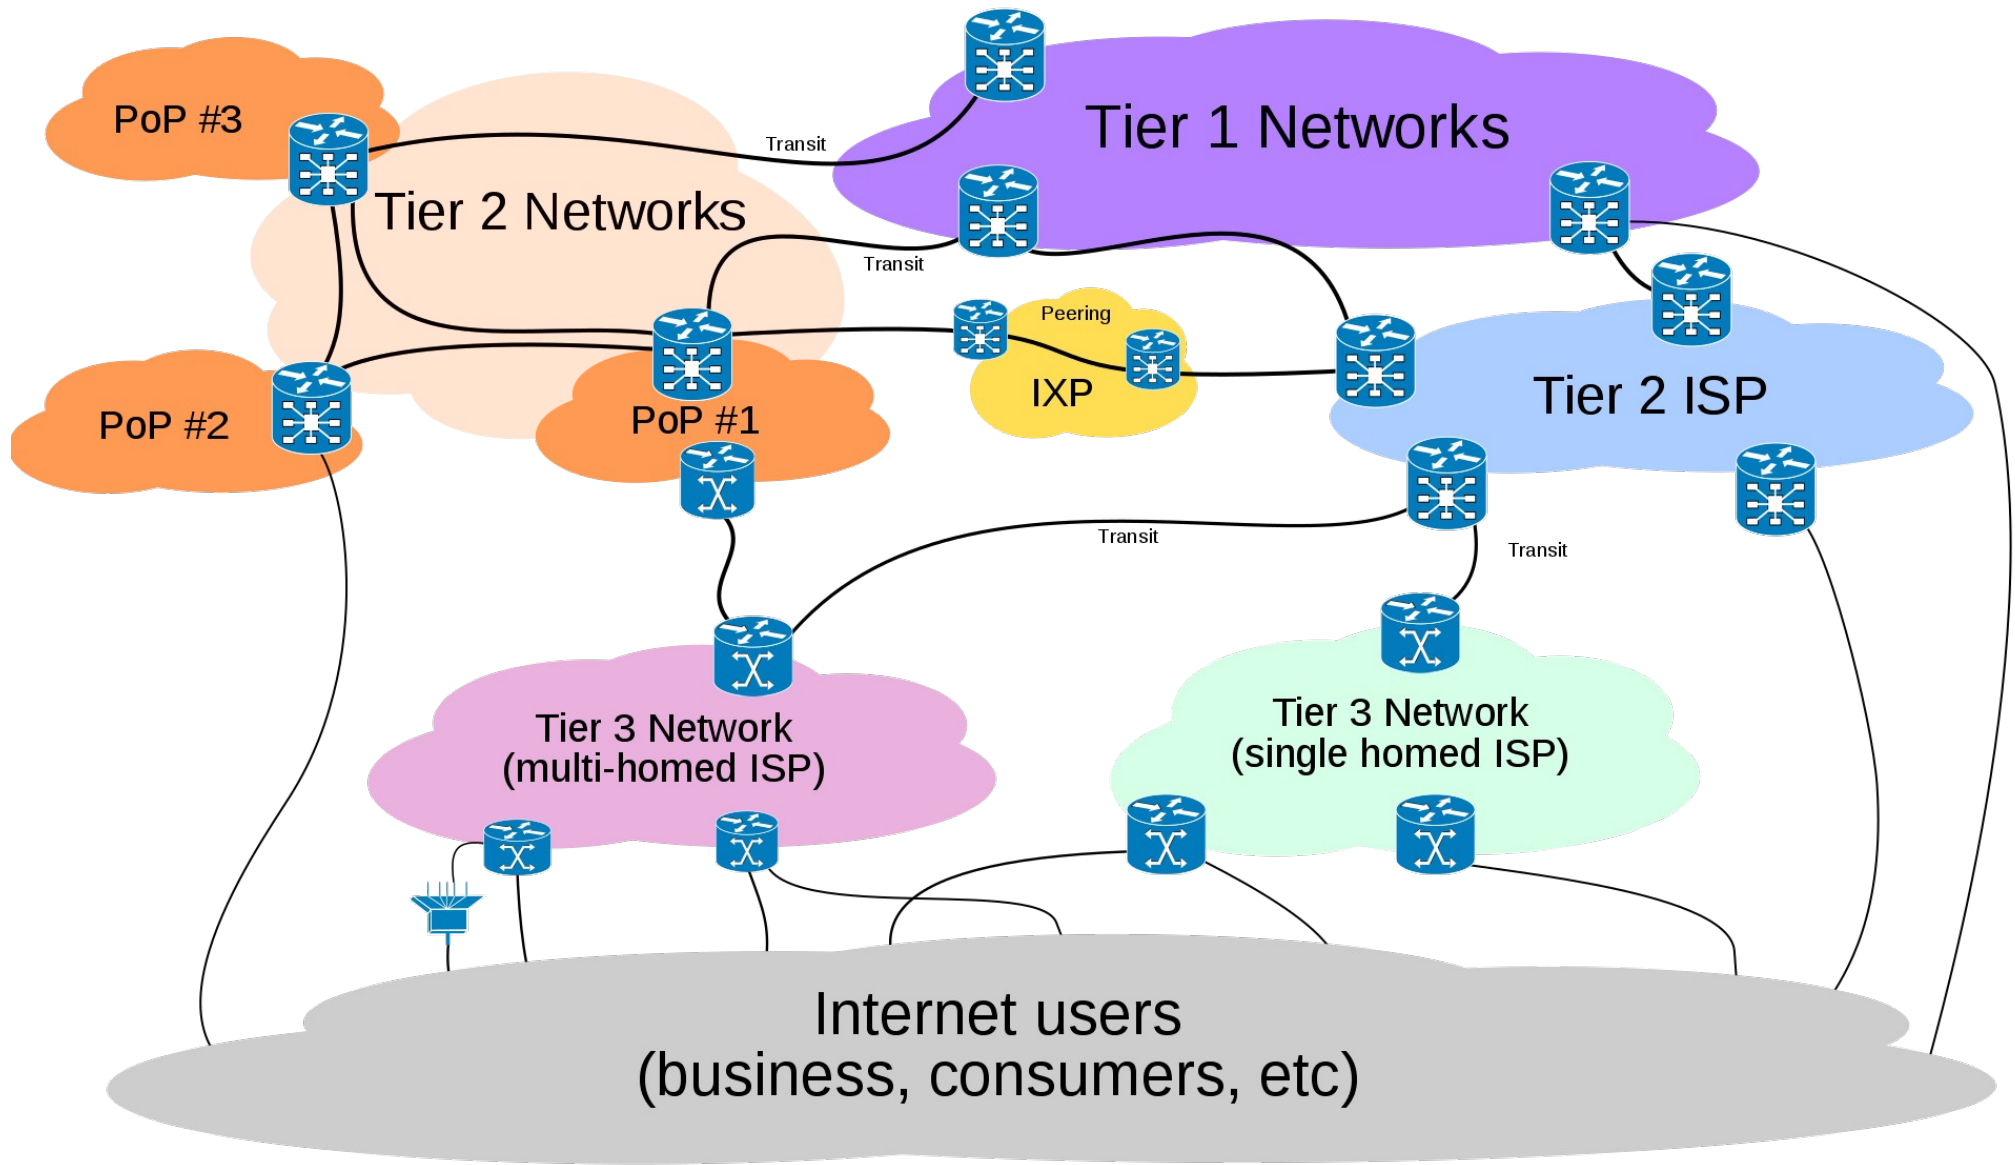 PoP #3
Tier 1 Networks
Transit
Tier 2 Networks
Transit
Peering
IXP
Tier 2 ISP
PoP #2
PoP #1
Transit
Transit
Tier 3 Network
(multi-homed ISP)
Tier 3 Network
(single homed ISP)
Internet users
(business, consumers, etc)